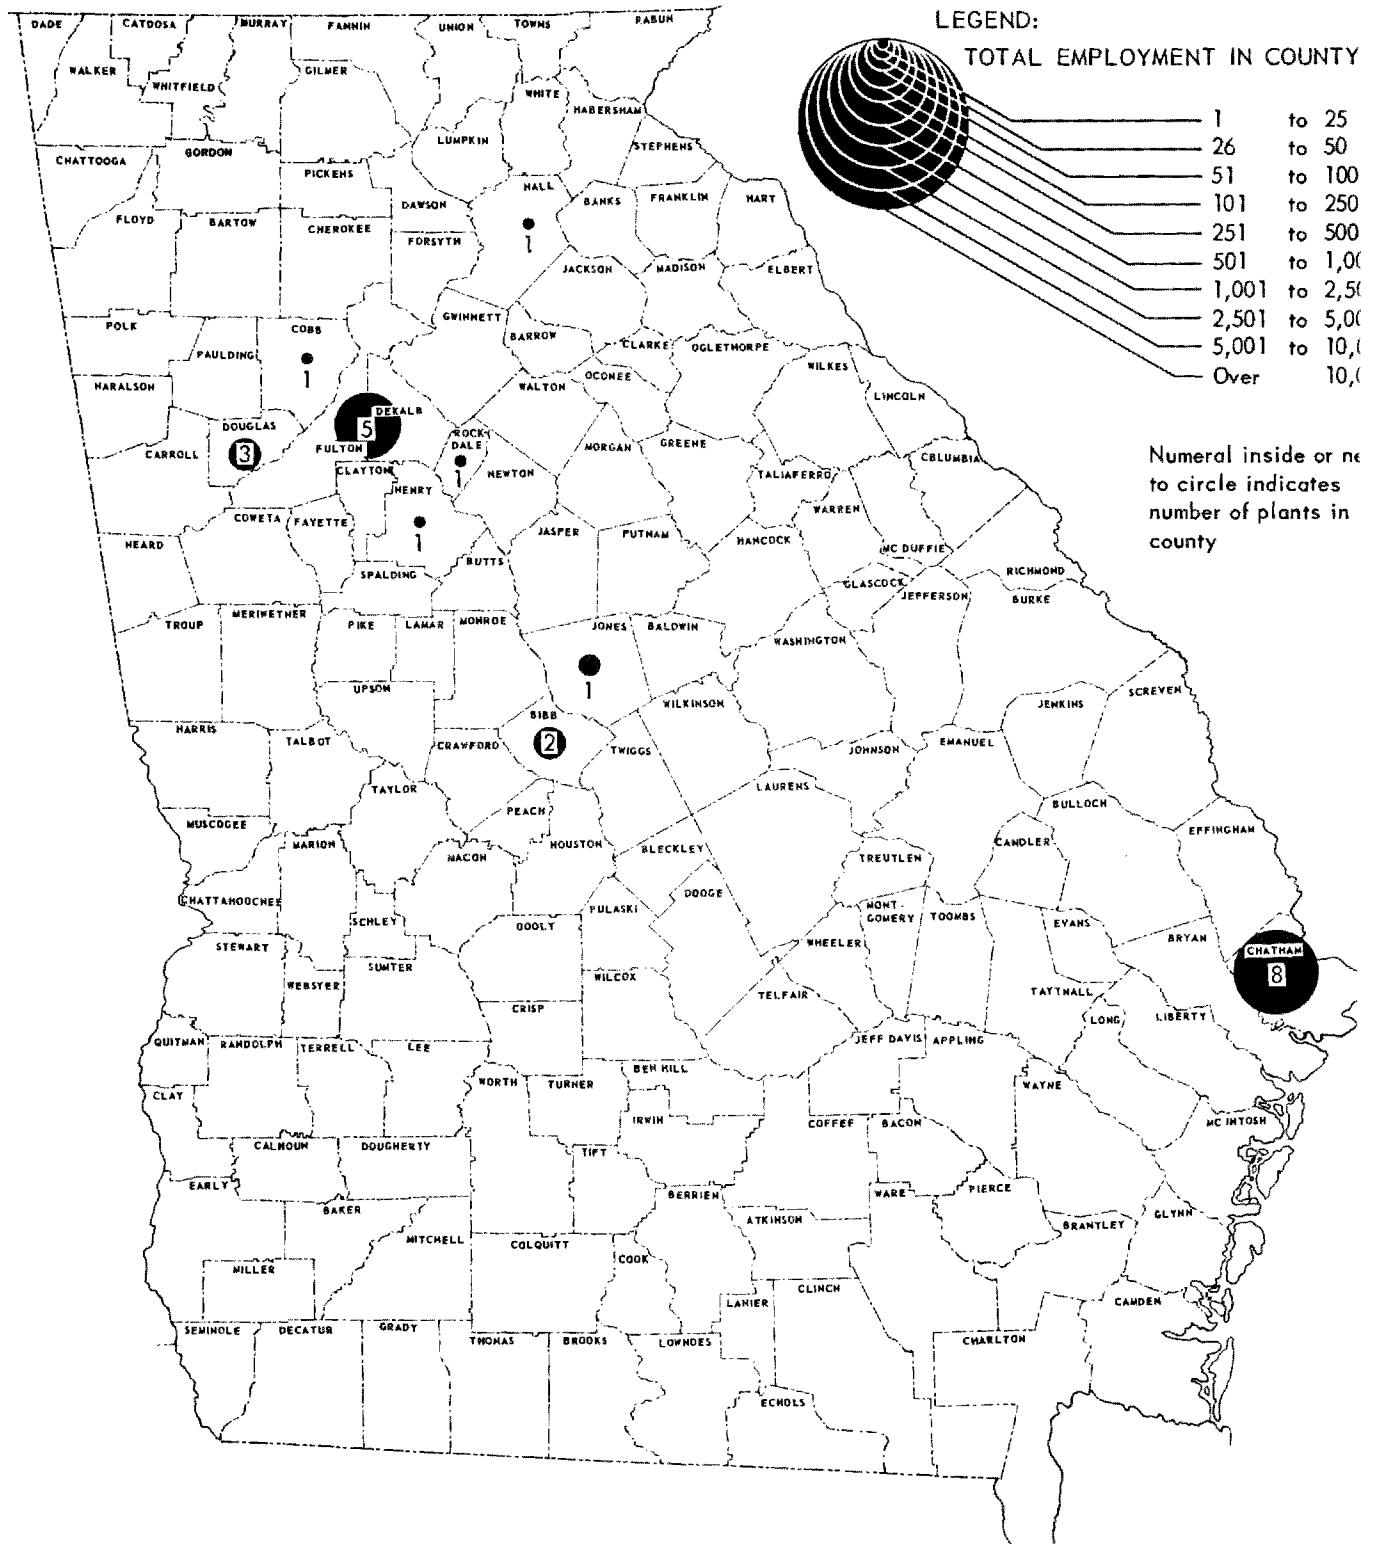 LEGEND:
TOTAL EMPLOYMENT IN COUNTY
1 to 25
26 to 50
51 to 100
101 to 250
251 to 500
501 to 1,00
1,001 to 2,50
2,501 to 5,00
5,001 to 10,
Over 10,
Numeral inside or ne
to circle indicates
number of plants in
county
DADE
CATOOSA
MURRAY
FANNIN
UNION
TOWNS
RABUN
WALKER
WHITFIELD
GILMER
WHITE
HABERSHAM
LUMPKIN
STEPHENS
CHATTOOGA
GORDON
PICKENS
HALL
1
BANKS
FRANKLIN
HART
DAWSON
FLOYD
BARTOW
CHEROKEE
FORSYTH
JACKSON
MADISON
ELBERT
GWINNETT
POLK
COBB
1
BARROW
CLARKE
OGLETHORPE
PAULDING
WILKES
HARALSON
WALTON
OCONEE
LINCOLN
DOUGLAS
3
5
DEKALB
FULTON
ROCK
DALE
1
CARROLL
MORGAN
GREENE
COLUMBIA
CLAYTON
NEWTON
TALIAFERRO
HENRY
1
WARREN
COWETA
FAYETTE
JASPER
PUTNAM
HANCOCK
HEARD
MC DUFFIE
BUTTS
SPALDING
GLASCOCK
RICHMOND
JEFFERSON
BURKE
TROUP
MERIWETHER
PIKE
LAMAR
MONROE
JONES
1
BALDWIN
WASHINGTON
UPSON
WILKINSON
JENKINS
SCREVEN
HARRIS
TALBOT
BIBB
2
CRAWFORD
TWIGGS
JOHNSON
EMANUEL
TAYLOR
LAURENS
PEACH
BULLOCH
MUSCOGEE
MARION
MACON
HOUSTON
BLECKLEY
TREUTLEN
CANDLER
EFFINGHAM
CHATTAHOOCHEE
SCHLEY
DOOLY
PULASKI
DODGE
MONT-
GOMERY
TOOMBS
EVANS
BRYAN
STEWART
WHEELER
CHATHAM
8
WEBSTER
SUMTER
WILCOX
TELFAIR
TATTNALL
CRISP
LONG
LIBERTY
QUITMAN
RANDOLPH
TERRELL
LEE
JEFF DAVIS
APPLING
BEN HILL
CLAY
WORTH
TURNER
WAYNE
IRWIN
COFFEE
BACON
MC INTOSH
CALHOUN
DOUGHERTY
TIFT
EARLY
BAKER
BERRIEN
WARE
PIERCE
ATKINSON
BRANTLEY
GLYNN
MITCHELL
COLQUITT
COOK
MILLER
LANIER
CLINCH
CAMDEN
SEMINOLE
DECATUR
GRADY
THOMAS
BROOKS
LOWNDES
CHARLTON
ECHOLS